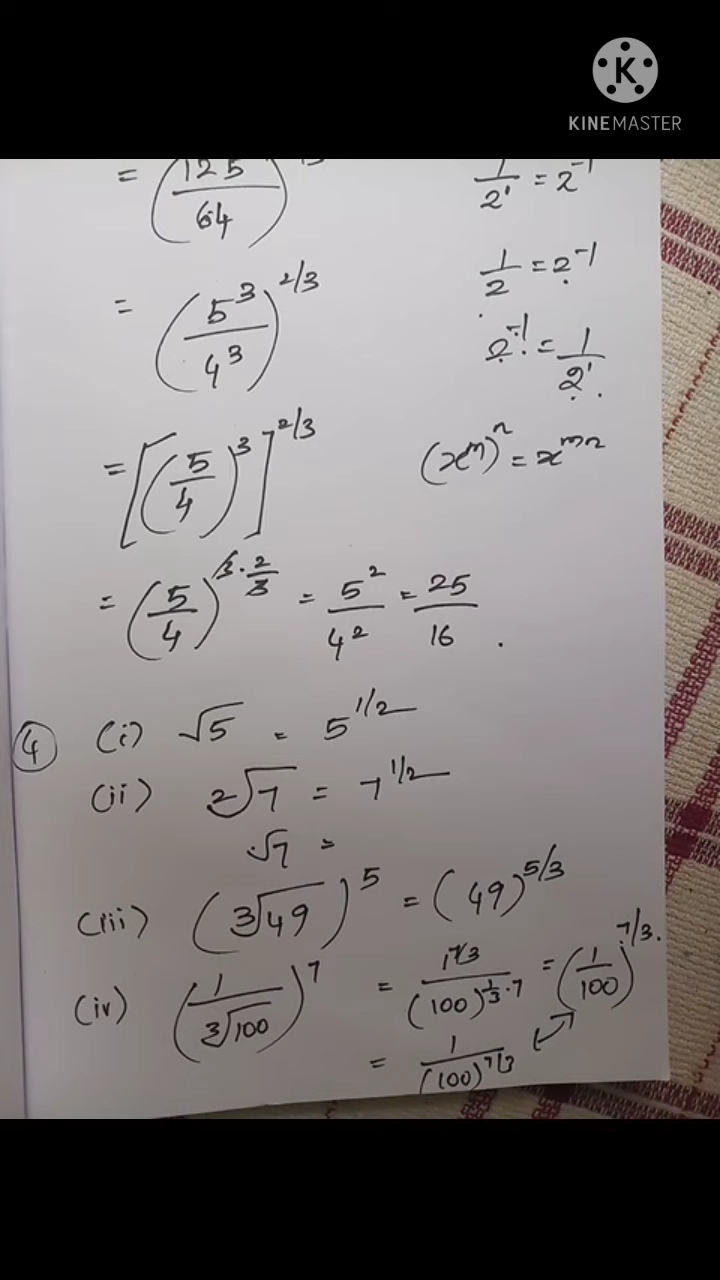 K
KINEMASTER
= (125/64)
1/2¹ = 2⁻¹
= (5³/4³)^(2/3)
1/2 = 2⁻¹
2⁻¹ = 1/2¹
= [(5/4)³]^(2/3)
(xᵐ)ⁿ = xᵐⁿ
= (5/4)^(3·2/3) = 5²/4² = 25/16 .
④ (i) √5 = 5^(1/2)
(ii) ²√7 = 7^(1/2)
√7 =
(iii) (³√49)⁵ = (49)^(5/3)
(iv) (1/³√100)⁷ = 1^(7/3)/(100)^(1/3·7) = (1/100)^(7/3).
= 1/(100)^(7/3)